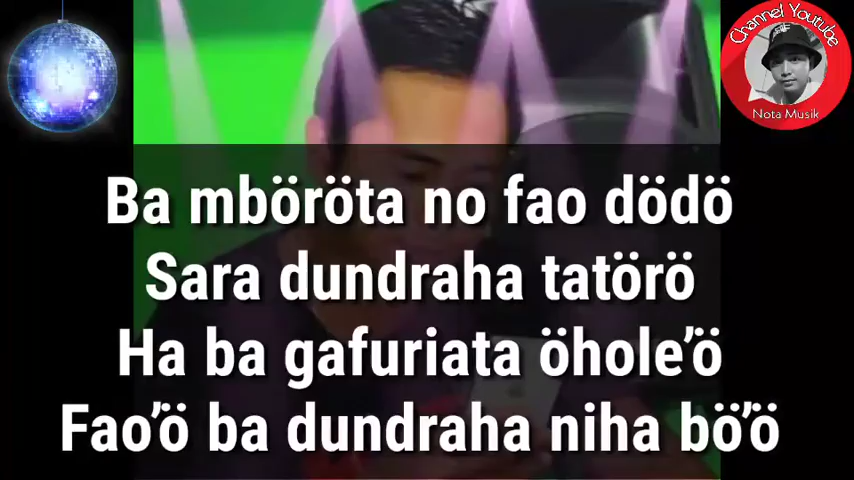 Channel Youtube
Nota Musik
Ba mböröta no fao dödö
Sara dundraha tatörö
Ha ba gafuriata öhole'ö
Fao'ö ba dundraha niha bö'ö